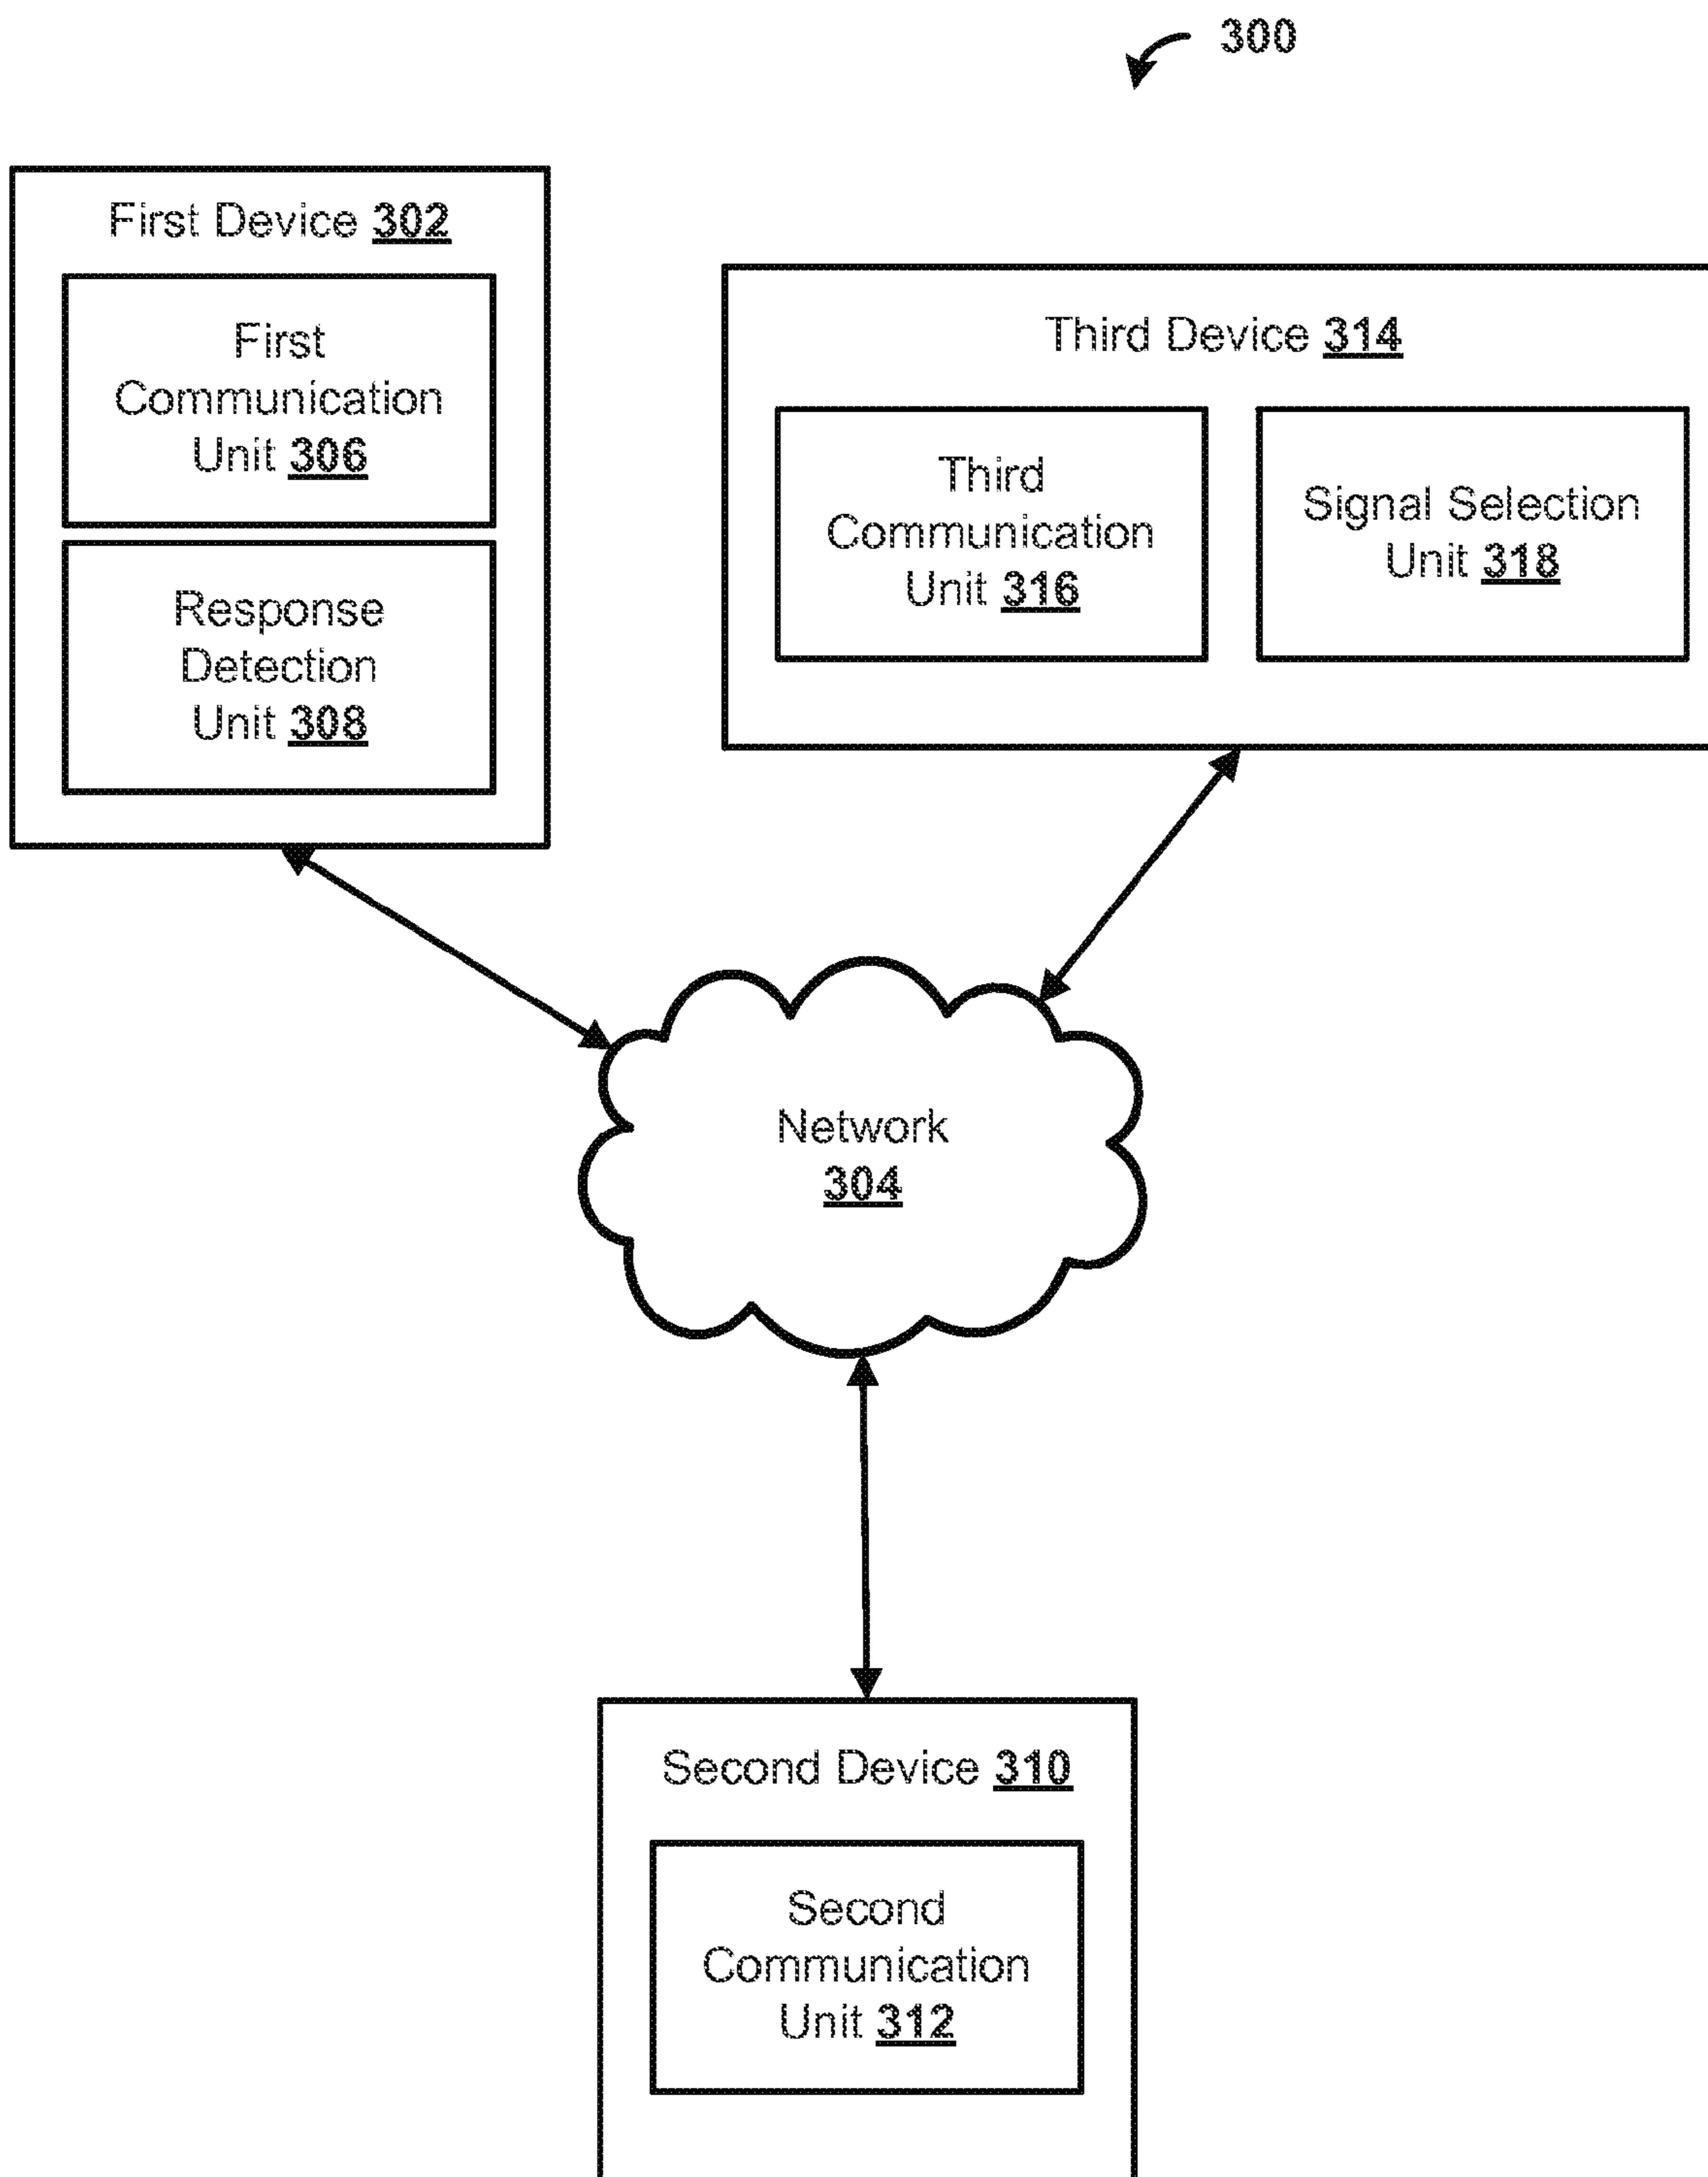 300
First Device 302
First
Communication
Unit 306
Response
Detection
Unit 308
Third Device 314
Third
Communication
Unit 316
Signal Selection
Unit 318
Network
304
Second Device 310
Second
Communication
Unit 312